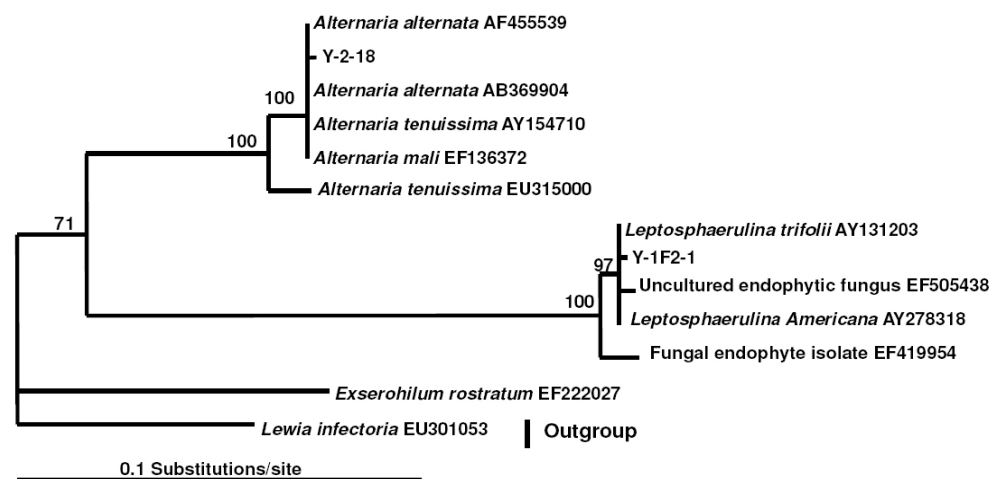 Alternaria alternata AF455539
Y-2-18
100
Alternaria alternata AB369904
Alternaria tenuissima AY154710
100
Alternaria mali EF136372
Alternaria tenuissima EU315000
71
Leptosphaerulina trifolii AY131203
Y-1F2-1
97
Uncultured endophytic fungus EF505438
100
Leptosphaerulina Americana AY278318
Fungal endophyte isolate EF419954
Exserohilum rostratum EF222027
Lewia infectoria EU301053
Outgroup
0.1 Substitutions/site